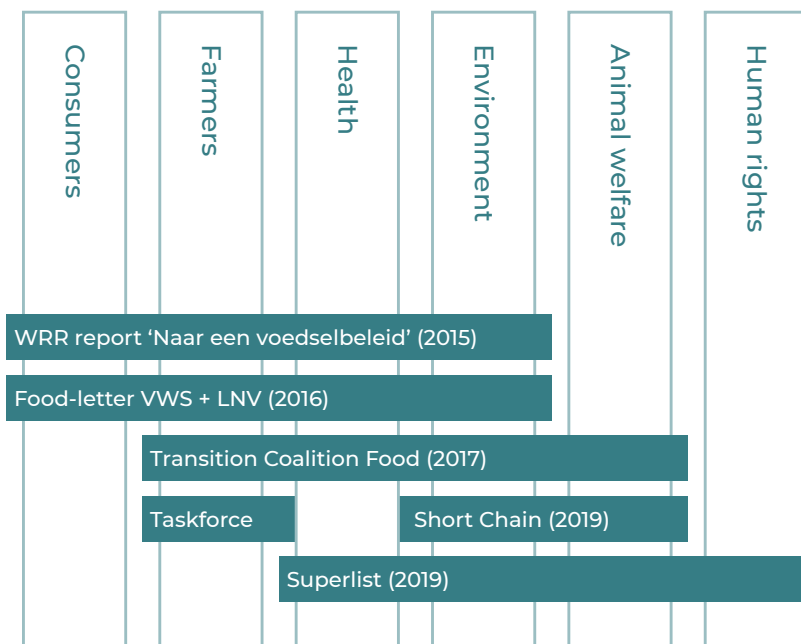 Consumers
Farmers
Health
Environment
Animal welfare
Human rights
WRR report ‘Naar een voedselbeleid’ (2015)
Food-letter VWS + LNV (2016)
Transition Coalition Food (2017)
Taskforce
Short Chain (2019)
Superlist (2019)